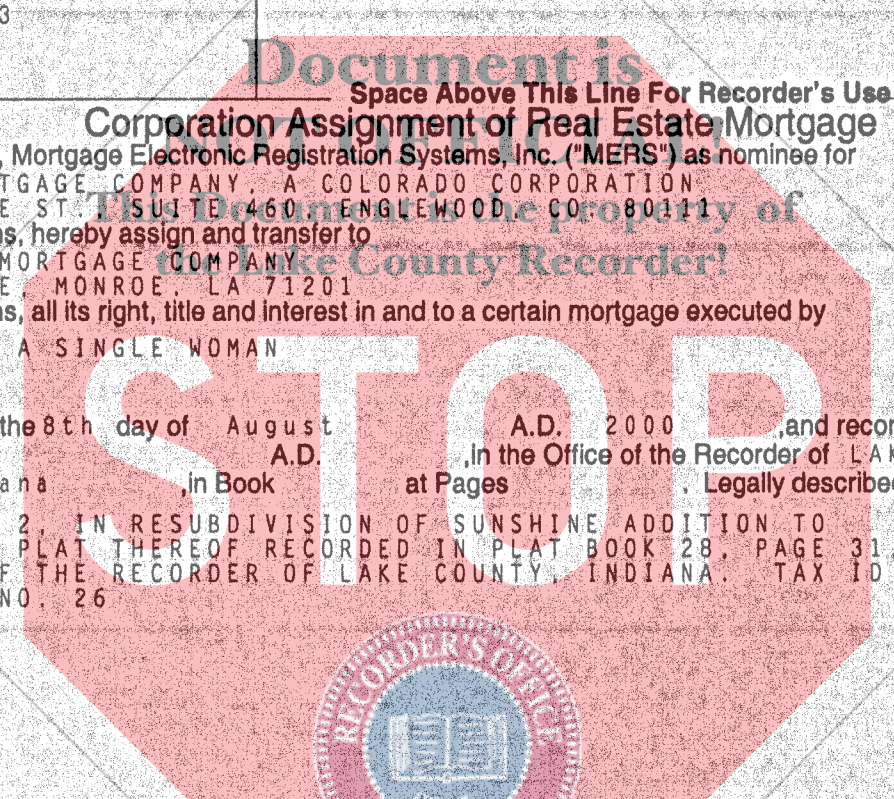 3
Document is
Space Above This Line For Recorder's Use
NOT OFFICIAL!
Corporation Assignment of Real Estate Mortgage
, Mortgage Electronic Registration Systems, Inc. ("MERS") as nominee for
TGAGE COMPANY, A COLORADO CORPORATION
E ST., SUITE 460, ENGLEWOOD, CO 80111
This Document is the property of
s, hereby assign and transfer to
MORTGAGE COMPANY
the Lake County Recorder!
E, MONROE, LA 71201
s, all its right, title and interest in and to a certain mortgage executed by
A SINGLE WOMAN
STOP
the 8th day of August A.D. 2000 ,and recor
A.D. ,in the Office of the Recorder of LAK
ana ,in Book at Pages . Legally described
2, IN RESUBDIVISION OF SUNSHINE ADDITION TO
PLAT THEREOF RECORDED IN PLAT BOOK 28, PAGE 31,
F THE RECORDER OF LAKE COUNTY, INDIANA. TAX ID
NO. 26
RECORDER'S OFFICE